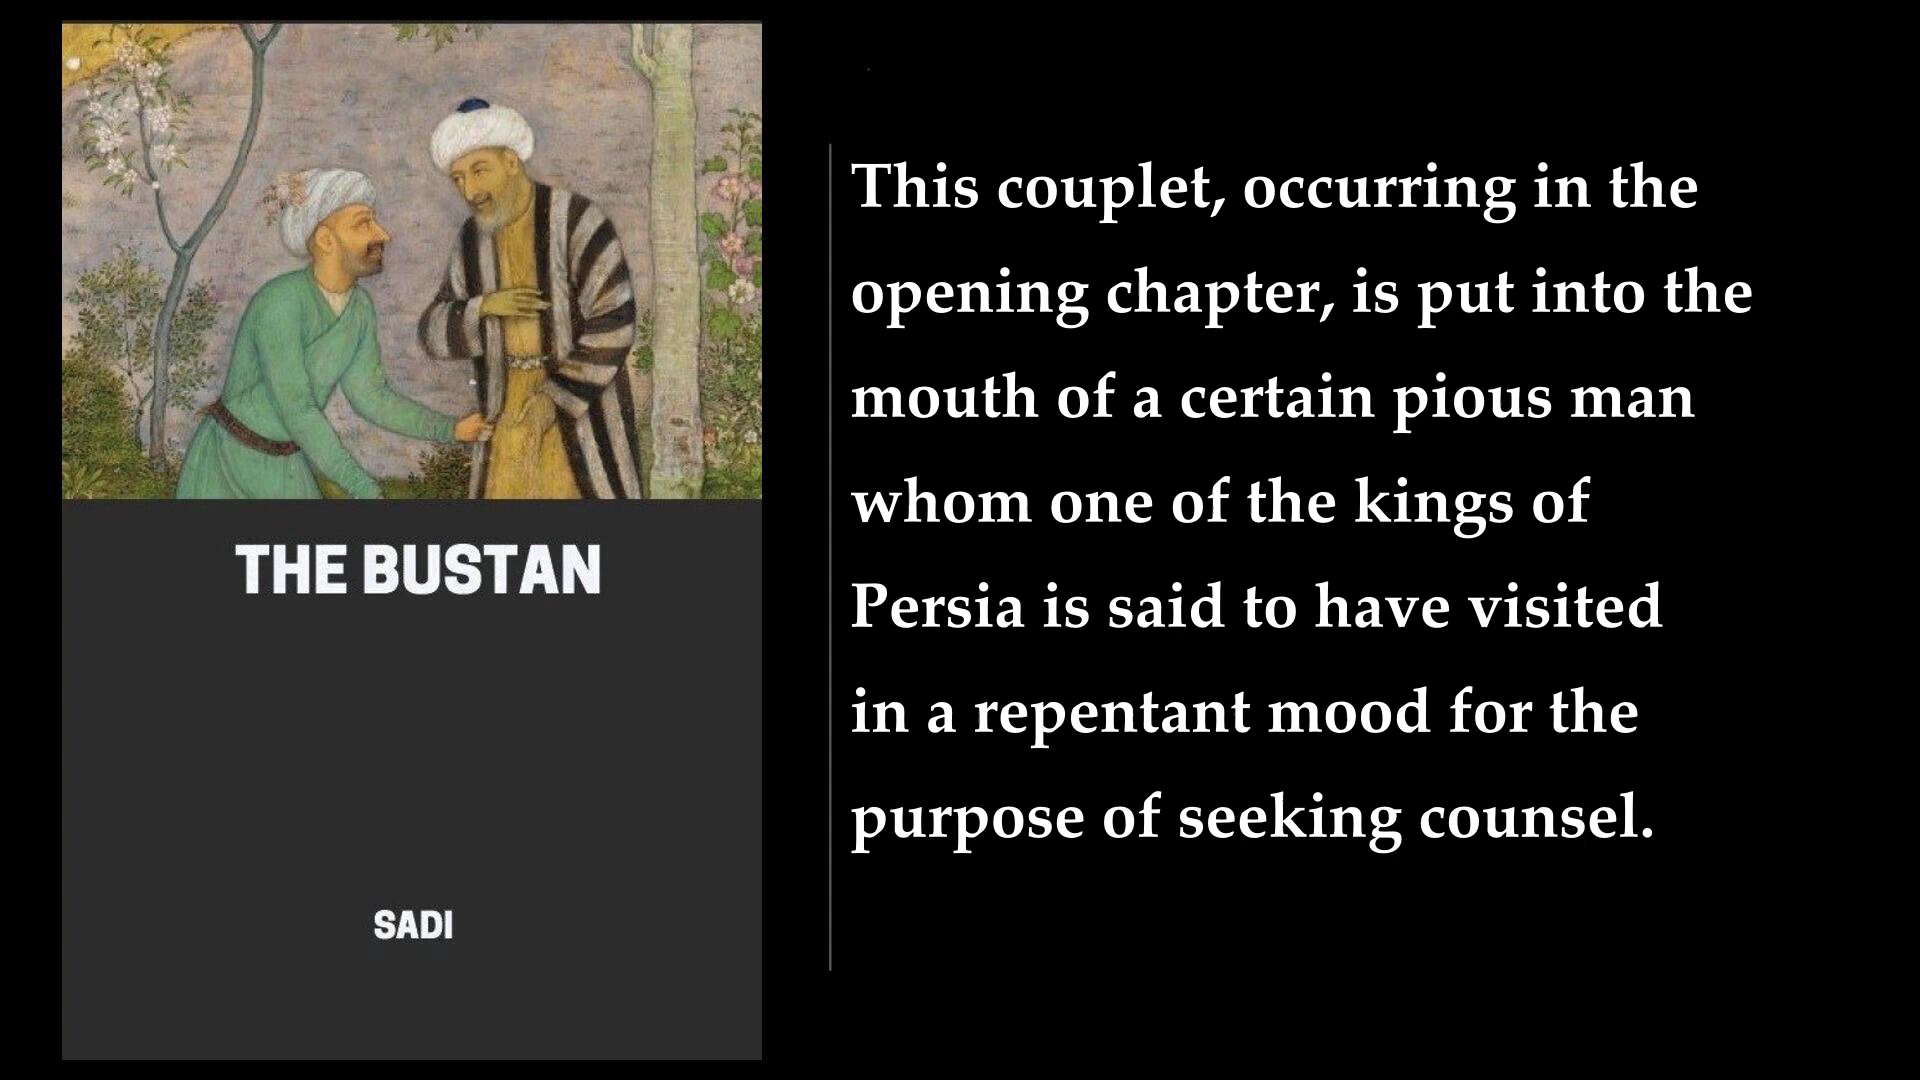 THE BUSTAN
SADI
This couplet, occurring in the
opening chapter, is put into the
mouth of a certain pious man
whom one of the kings of
Persia is said to have visited
in a repentant mood for the
purpose of seeking counsel.